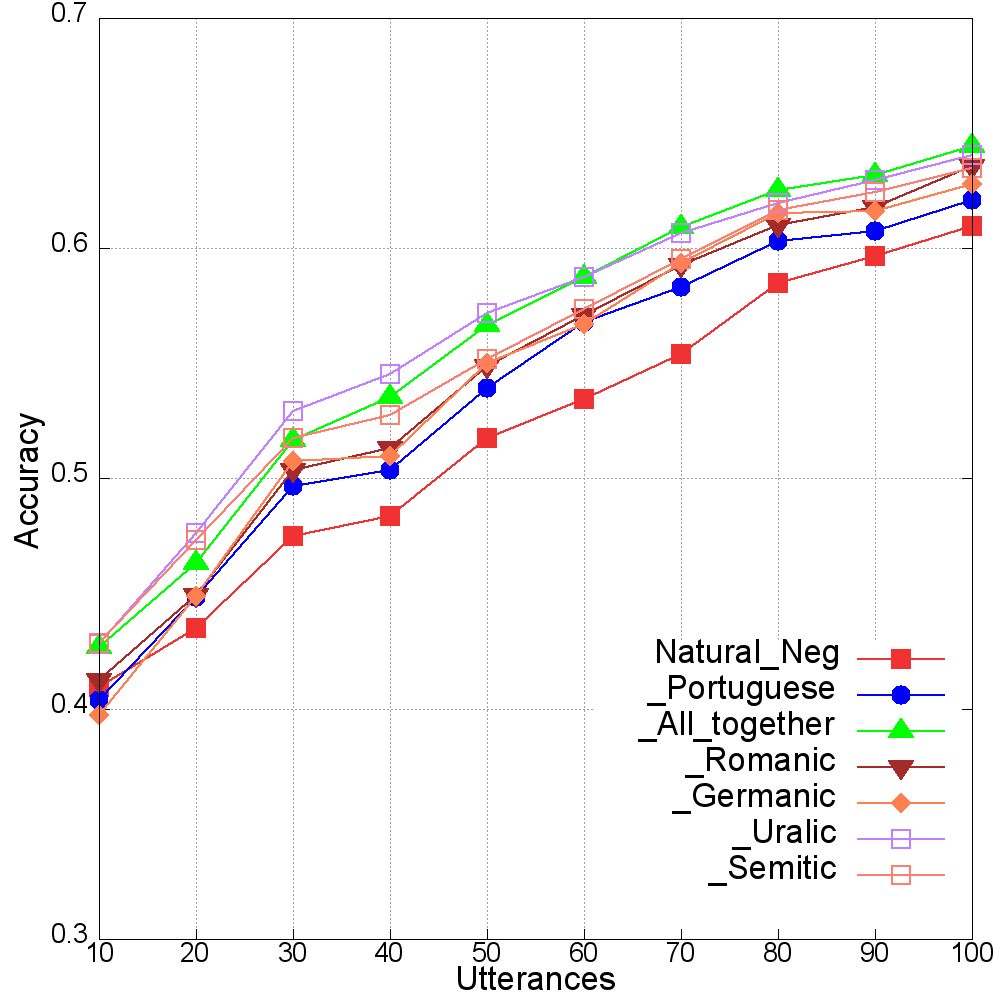 0.7
0.6
0.5
0.4
0.3
Accuracy
10 20 30 40 50 60 70 80 90 100
Utterances
Natural_Neg
_Portuguese
_All_together
_Romanic
_Germanic
_Uralic
_Semitic